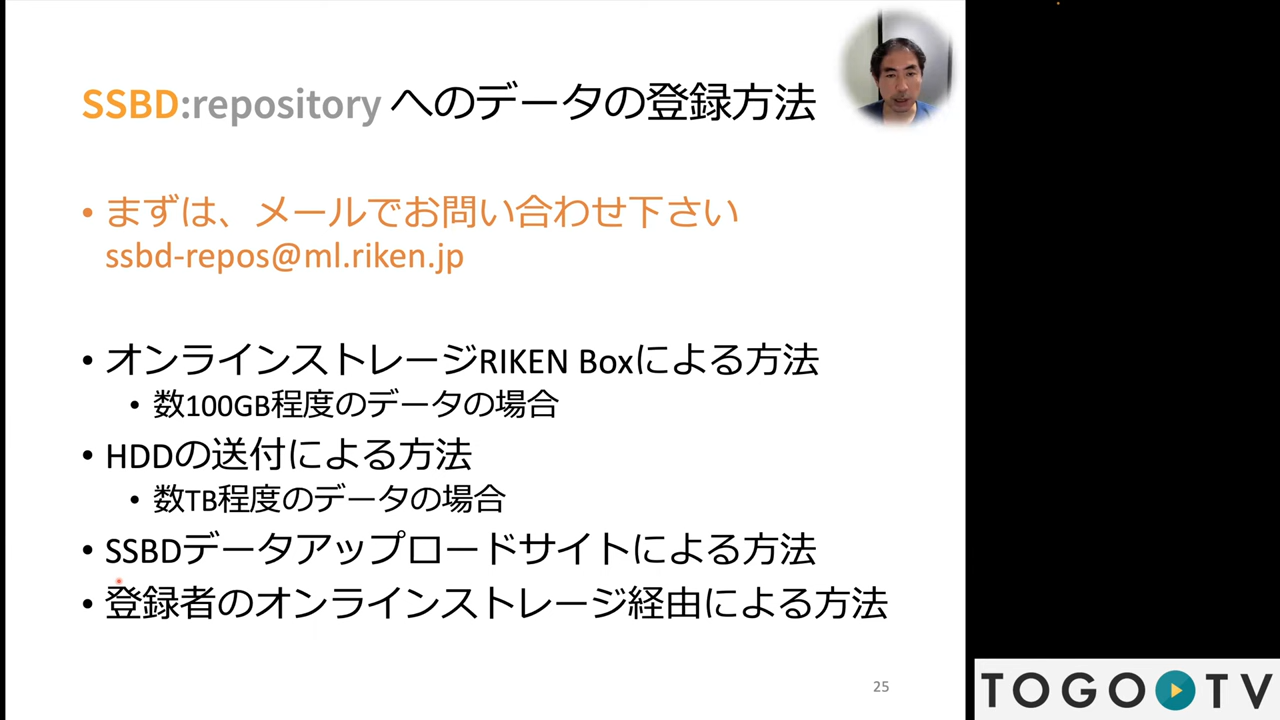 SSBD:repository へのデータの登録方法
• まずは、メールでお問い合わせ下さい
ssbd-repos@ml.riken.jp
• オンラインストレージRIKEN Boxによる方法
• 数100GB程度のデータの場合
• HDDの送付による方法
• 数TB程度のデータの場合
• SSBDデータアップロードサイトによる方法
• 登録者のオンラインストレージ経由による方法
25
TOGO TV